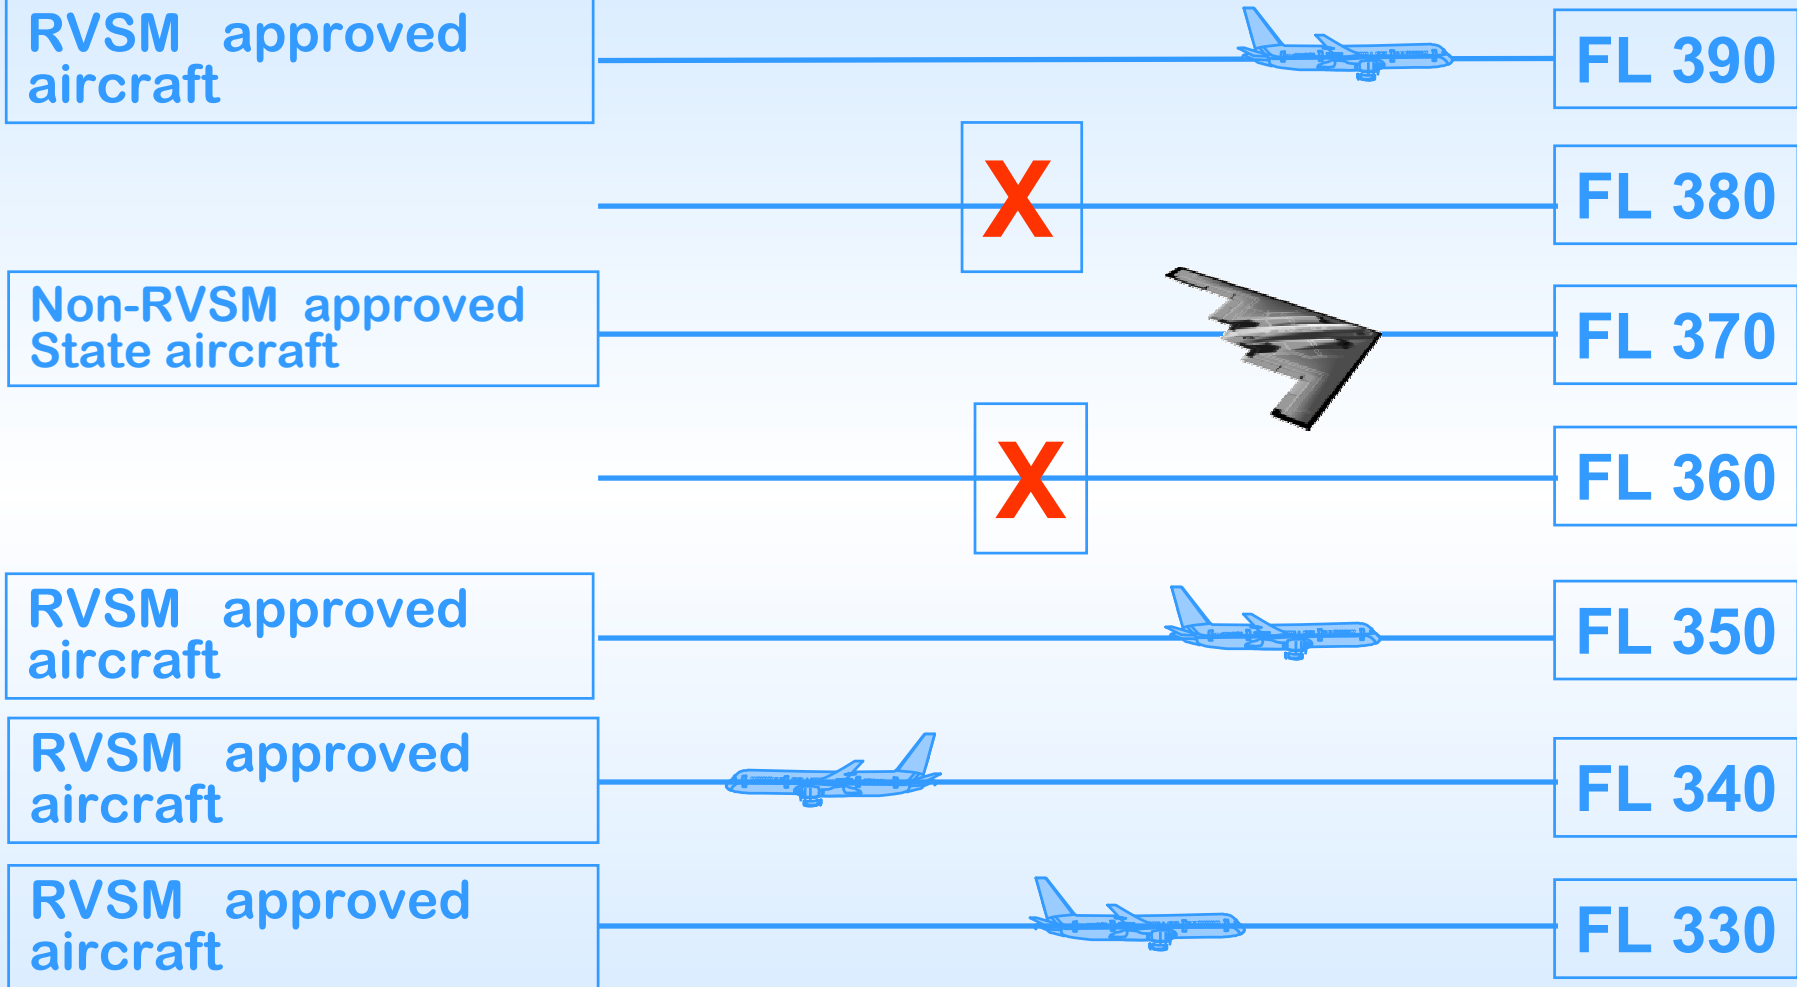 RVSM approved
aircraft
FL 390
X
FL 380
Non-RVSM approved
State aircraft
FL 370
X
FL 360
RVSM approved
aircraft
FL 350
RVSM approved
aircraft
FL 340
RVSM approved
aircraft
FL 330